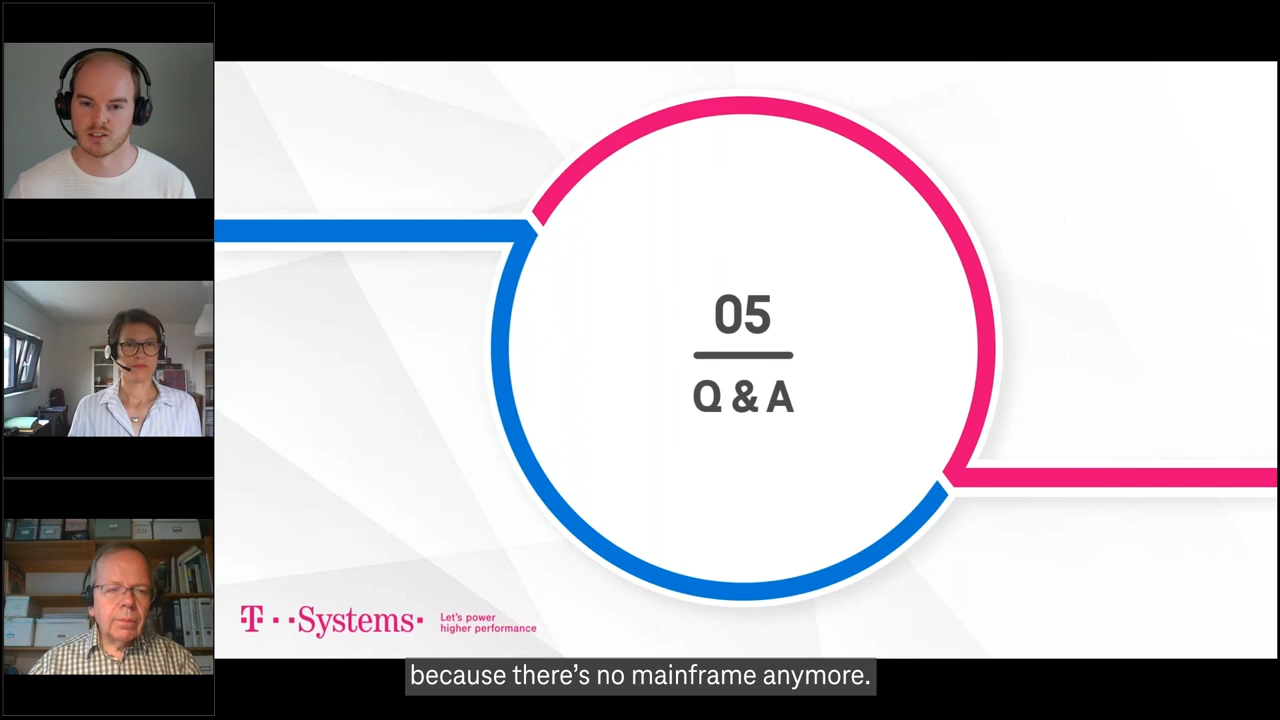 05
Q & A
T··Systems·
Let's power
higher performance
because there's no mainframe anymore.